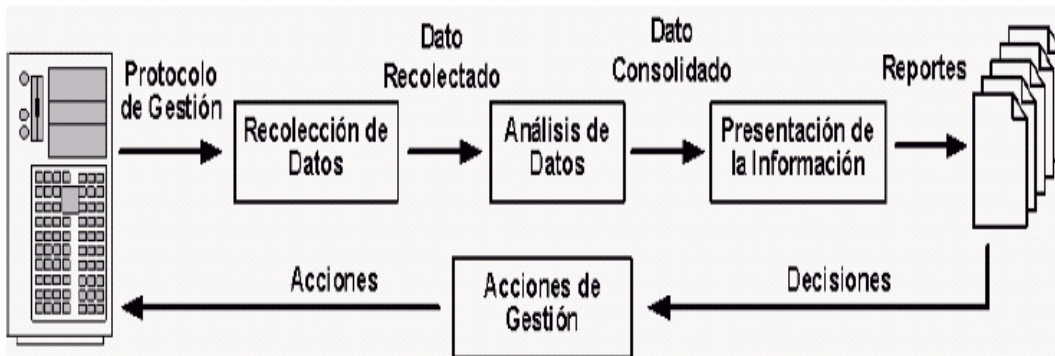 Protocolo
de Gestión
Recolección de
Datos
Dato
Recolectado
Análisis de
Datos
Dato
Consolidado
Presentación de
la Información
Reportes
Decisiones
Acciones de
Gestión
Acciones